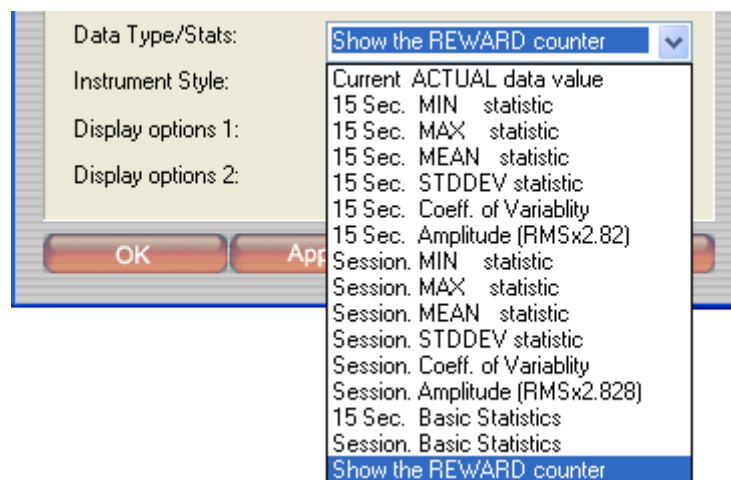 Data Type/Stats:
Show the REWARD counter
Instrument Style:
Display options 1:
Display options 2:
Current ACTUAL data value
15 Sec. MIN statistic
15 Sec. MAX statistic
15 Sec. MEAN statistic
15 Sec. STDDEV statistic
15 Sec. Coeff. of Variablity
15 Sec. Amplitude (RMSx2.82)
Session. MIN statistic
Session. MAX statistic
Session. MEAN statistic
Session. STDDEV statistic
Session. Coeff. of Variablity
Session. Amplitude (RMSx2.828)
15 Sec. Basic Statistics
Session. Basic Statistics
Show the REWARD counter
OK
App